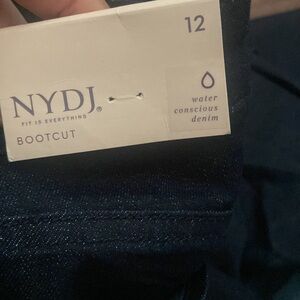 12
NYDJ®
FIT IS EVERYTHING
BOOTCUT
water
conscious
denim